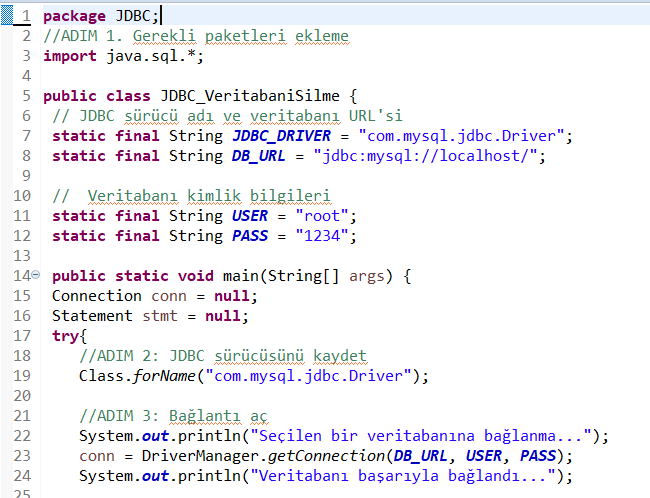 1 package JDBC;
2 //ADIM 1. Gerekli paketleri ekleme
3 import java.sql.*;
4
5 public class JDBC_VeritabaniSilme {
6 // JDBC sürücü adı ve veritabanı URL'si
7 static final String JDBC_DRIVER = "com.mysql.jdbc.Driver";
8 static final String DB_URL = "jdbc:mysql://localhost/";
9
10 //  Veritabanı kimlik bilgileri
11 static final String USER = "root";
12 static final String PASS = "1234";
13
14 public static void main(String[] args) {
15 Connection conn = null;
16 Statement stmt = null;
17 try{
18 //ADIM 2: JDBC sürücüsünü kaydet
19 Class.forName("com.mysql.jdbc.Driver");
20
21 //ADIM 3: Bağlantı aç
22 System.out.println("Seçilen bir veritabanına bağlanma...");
23 conn = DriverManager.getConnection(DB_URL, USER, PASS);
24 System.out.println("Veritabanı başarıyla bağlandı...");
25